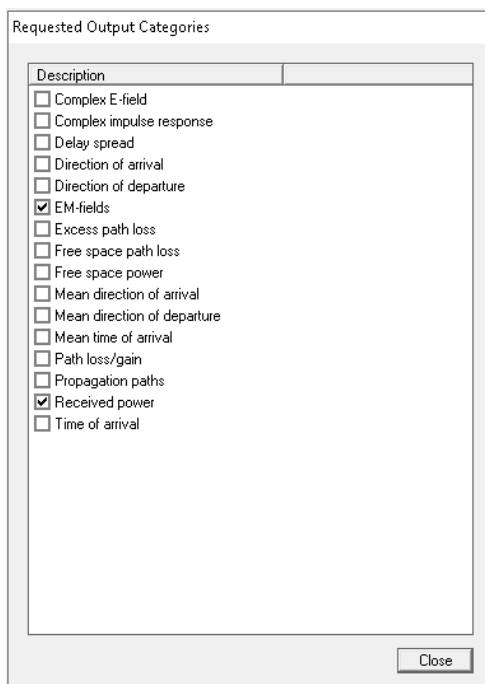 Requested Output Categories
Description
Complex E-field
Complex impulse response
Delay spread
Direction of arrival
Direction of departure
EM-fields
Excess path loss
Free space path loss
Free space power
Mean direction of arrival
Mean direction of departure
Mean time of arrival
Path loss/gain
Propagation paths
Received power
Time of arrival
Close